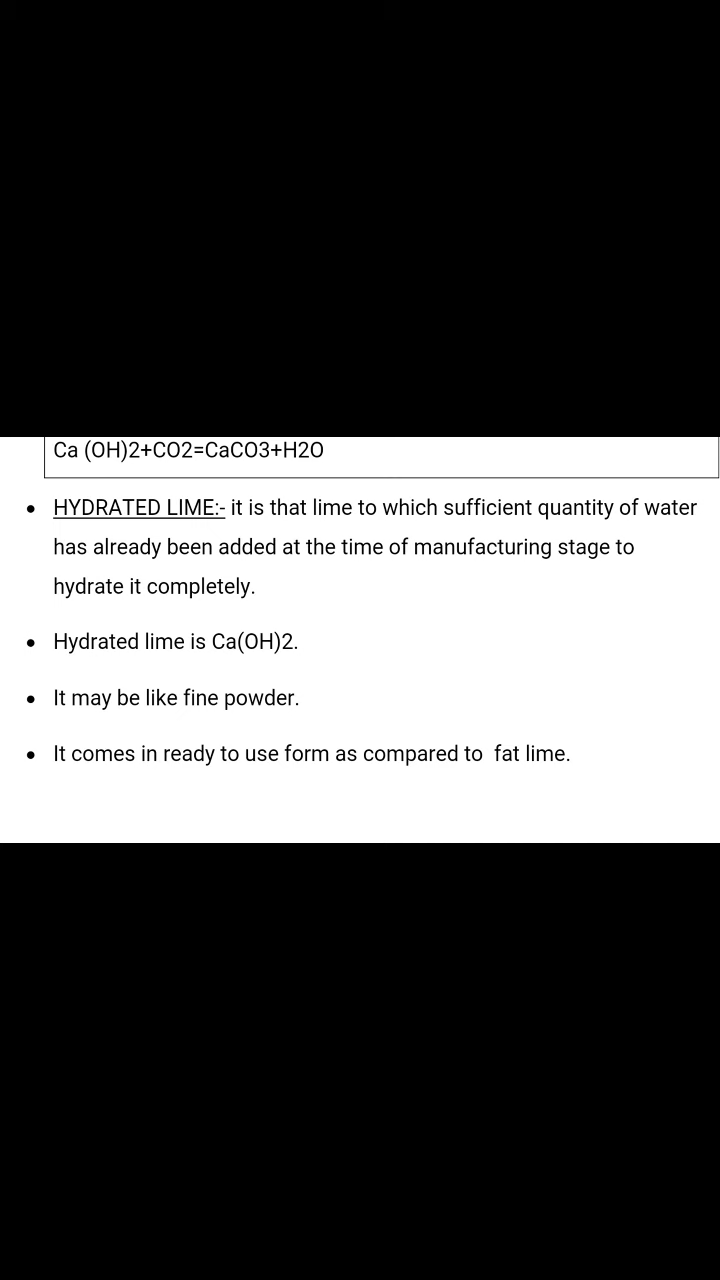 Ca (OH)2+CO2=CaCO3+H2O
• HYDRATED LIME:- it is that lime to which sufficient quantity of water
has already been added at the time of manufacturing stage to
hydrate it completely.
• Hydrated lime is Ca(OH)2.
• It may be like fine powder.
• It comes in ready to use form as compared to  fat lime.